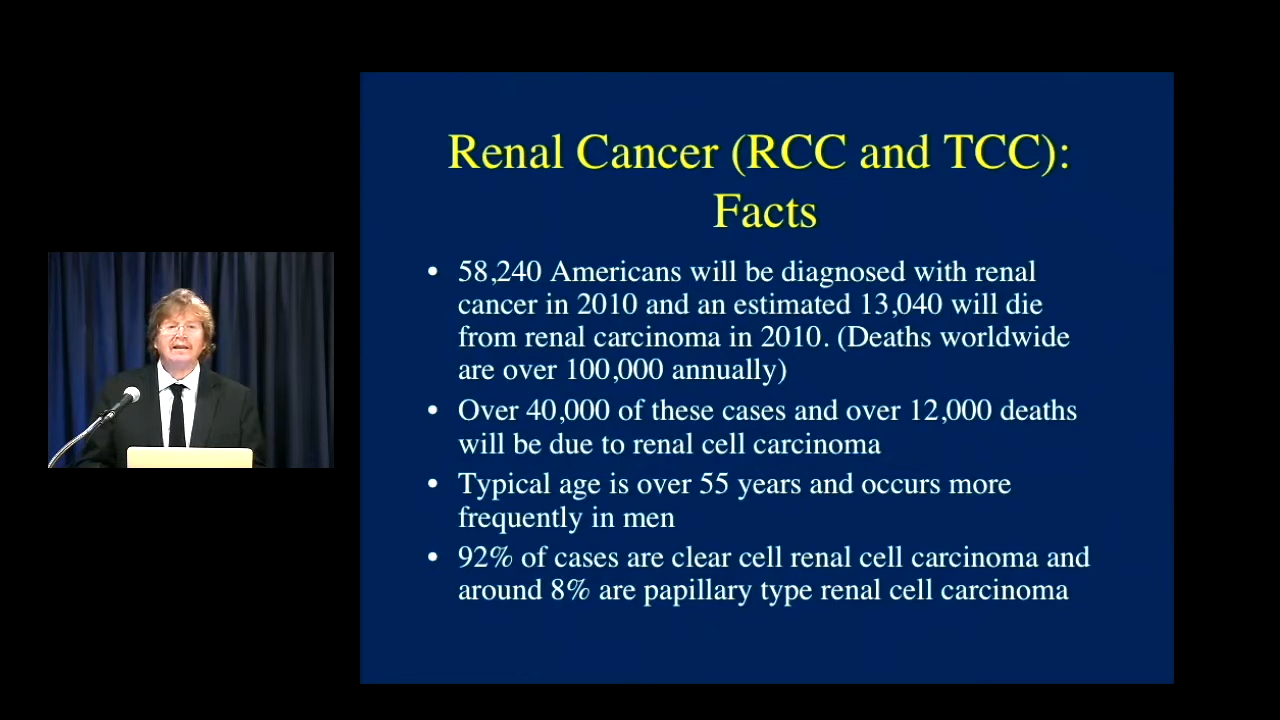 Renal Cancer (RCC and TCC):
Facts
• 58,240 Americans will be diagnosed with renal
cancer in 2010 and an estimated 13,040 will die
from renal carcinoma in 2010. (Deaths worldwide
are over 100,000 annually)
• Over 40,000 of these cases and over 12,000 deaths
will be due to renal cell carcinoma
• Typical age is over 55 years and occurs more
frequently in men
• 92% of cases are clear cell renal cell carcinoma and
around 8% are papillary type renal cell carcinoma